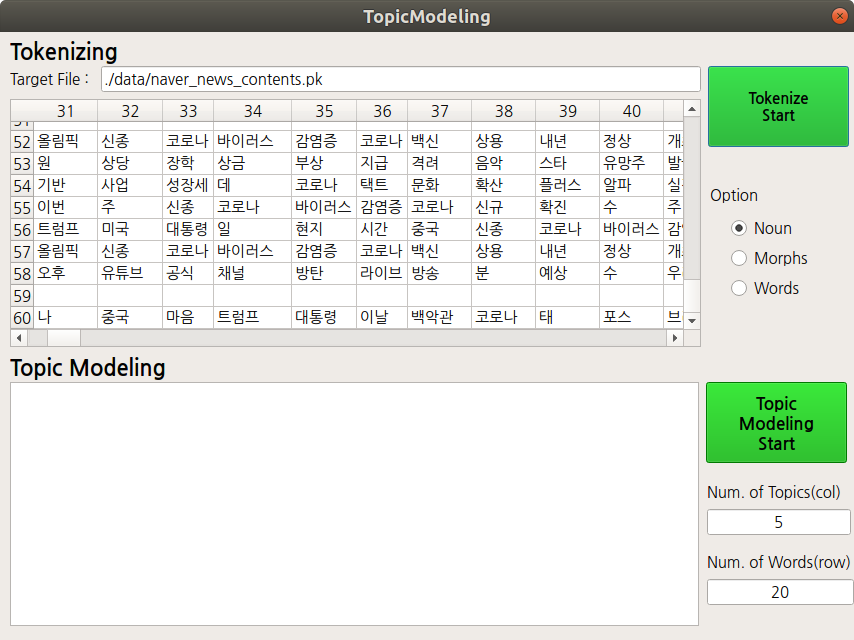 TopicModeling
Tokenizing
Target File : ./data/naver_news_contents.pk
31 32 33 34 35 36 37 38 39 40
52 올림픽 신종 코로나 바이러스 감염증 코로나 백신 상용 내년 정상
53 원 상당 장학 상금 부상 지급 격려 음악 스타 유망주
54 기반 사업 성장세 데 코로나 택트 문화 확산 플러스 알파
55 이번 주 신종 코로나 바이러스 감염증 코로나 신규 확진 수
56 트럼프 미국 대통령 일 현지 시간 중국 신종 코로나 바이러스
57 올림픽 신종 코로나 바이러스 감염증 코로나 백신 상용 내년 정상
58 오후 유튜브 공식 채널 방탄 라이브 방송 분 예상 수
59
60 나 중국 마음 트럼프 대통령 이날 백악관 코로나 태 포스
Tokenize
Start
Option
Noun
Morphs
Words
Topic Modeling
Topic
Modeling
Start
Num. of Topics(col)
5
Num. of Words(row)
20